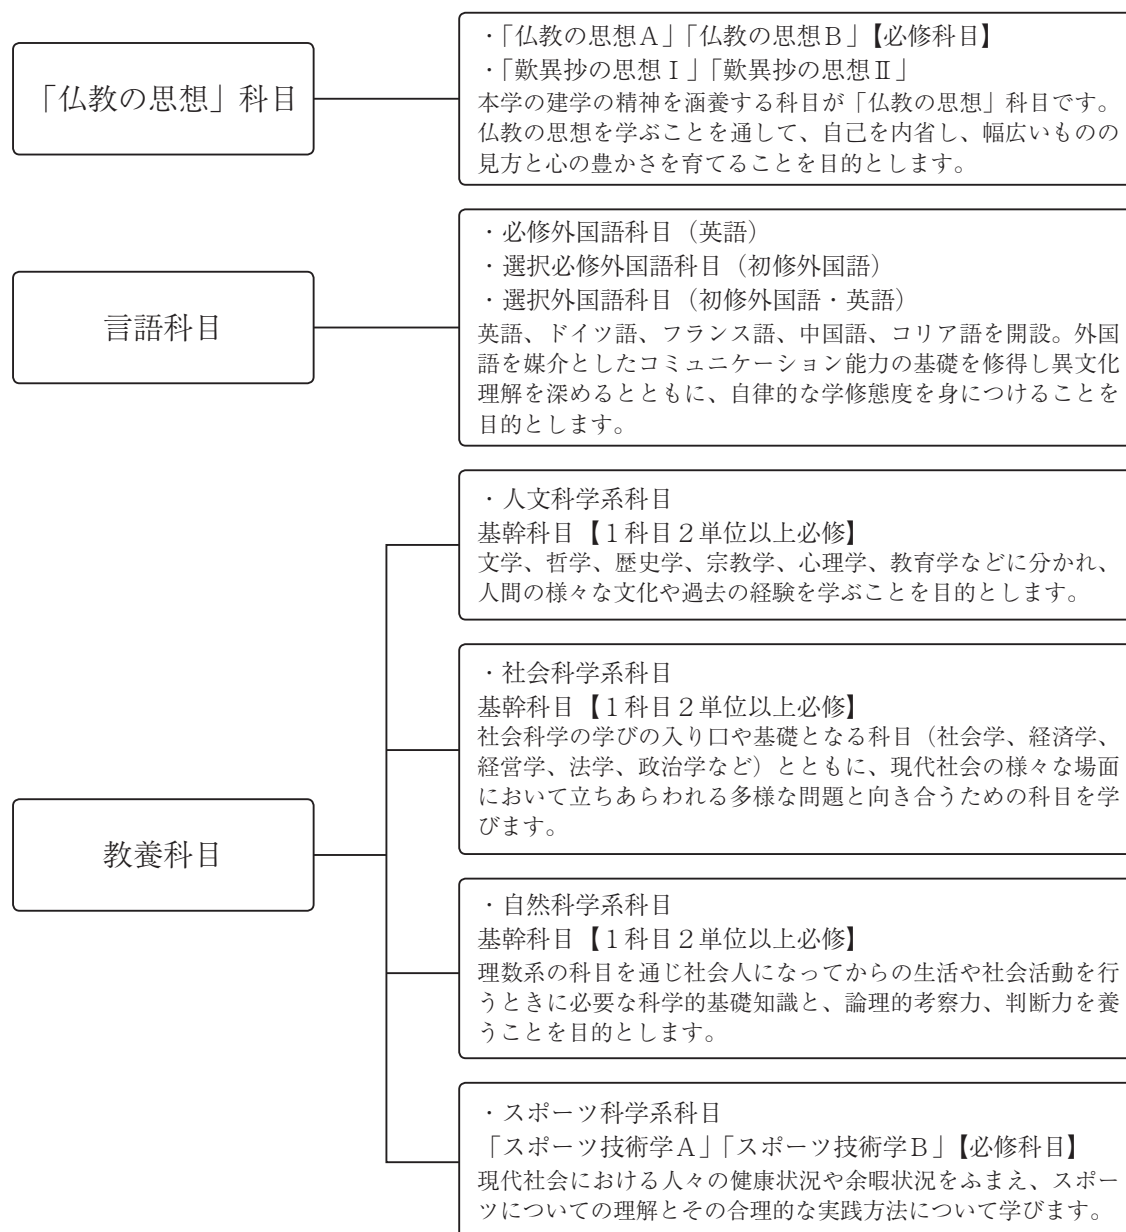 「仏教の思想」科目
・「仏教の思想Ａ」「仏教の思想Ｂ」【必修科目】
・「歎異抄の思想Ⅰ」「歎異抄の思想Ⅱ」
本学の建学の精神を涵養する科目が「仏教の思想」科目です。
仏教の思想を学ぶことを通して、自己を内省し、幅広いものの
見方と心の豊かさを育てることを目的とします。
言語科目
・必修外国語科目（英語）
・選択必修外国語科目（初修外国語）
・選択外国語科目（初修外国語・英語）
英語、ドイツ語、フランス語、中国語、コリア語を開設。外国
語を媒介としたコミュニケーション能力の基礎を修得し異文化
理解を深めるとともに、自律的な学修態度を身につけることを
目的とします。
教養科目
・人文科学系科目
基幹科目【１科目２単位以上必修】
文学、哲学、歴史学、宗教学、心理学、教育学などに分かれ、
人間の様々な文化や過去の経験を学ぶことを目的とします。
・社会科学系科目
基幹科目【１科目２単位以上必修】
社会科学の学びの入り口や基礎となる科目（社会学、経済学、
経営学、法学、政治学など）とともに、現代社会の様々な場面
において立ちあらわれる多様な問題と向き合うための科目を学
びます。
・自然科学系科目
基幹科目【１科目２単位以上必修】
理数系の科目を通じ社会人になってからの生活や社会活動を行
うときに必要な科学的基礎知識と、論理的考察力、判断力を養
うことを目的とします。
・スポーツ科学系科目
「スポーツ技術学Ａ」「スポーツ技術学Ｂ」【必修科目】
現代社会における人々の健康状況や余暇状況をふまえ、スポー
ツについての理解とその合理的な実践方法について学びます。